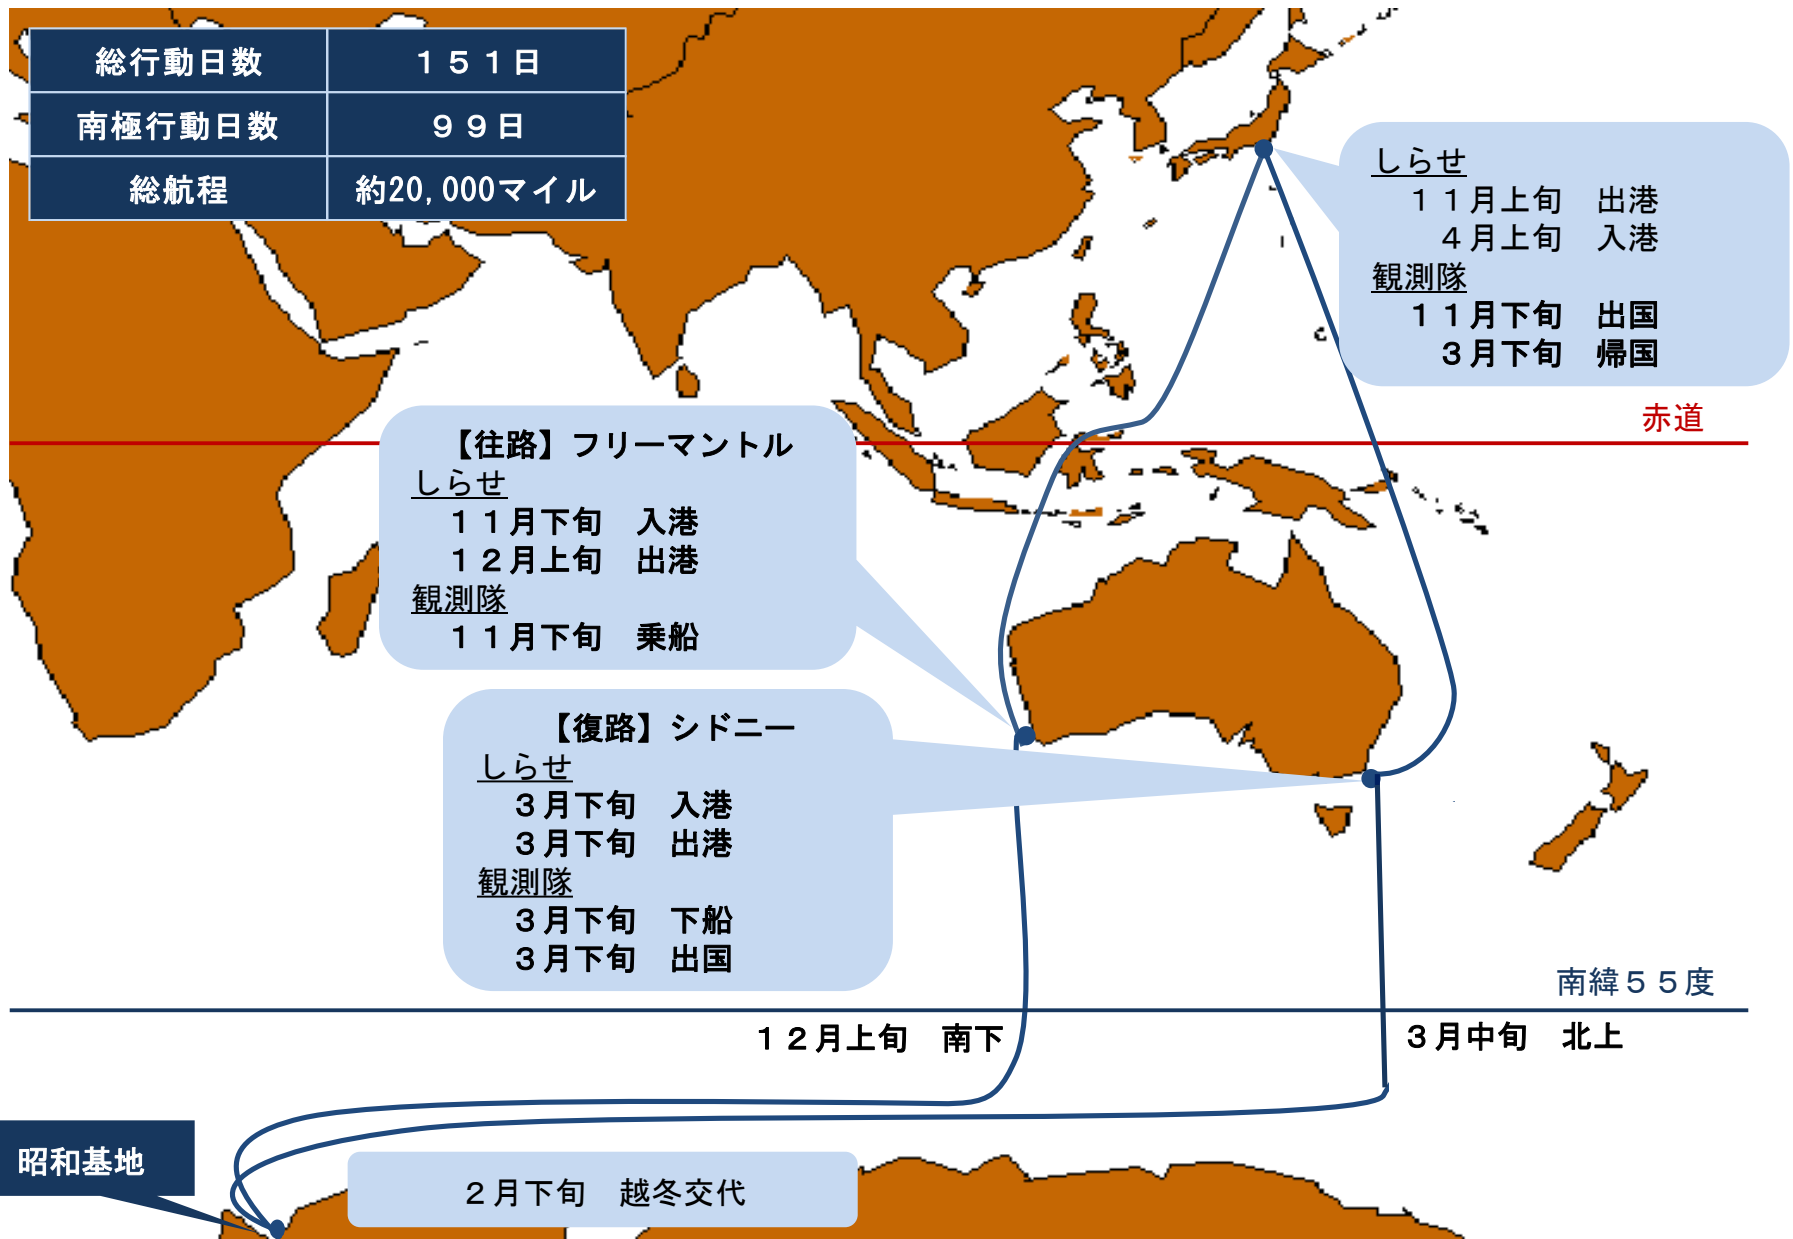 総行動日数　１５１日
南極行動日数　９９日
総航程　約20,000マイル
しらせ
１１月上旬　出港
４月上旬　入港
観測隊
１１月下旬　出国
３月下旬　帰国
赤道
【往路】フリーマントル
しらせ
１１月下旬　入港
１２月上旬　出港
観測隊
１１月下旬　乗船
【復路】シドニー
しらせ
３月下旬　入港
３月下旬　出港
観測隊
３月下旬　下船
３月下旬　出国
南緯５５度
１２月上旬　南下
３月中旬　北上
昭和基地
２月下旬　越冬交代